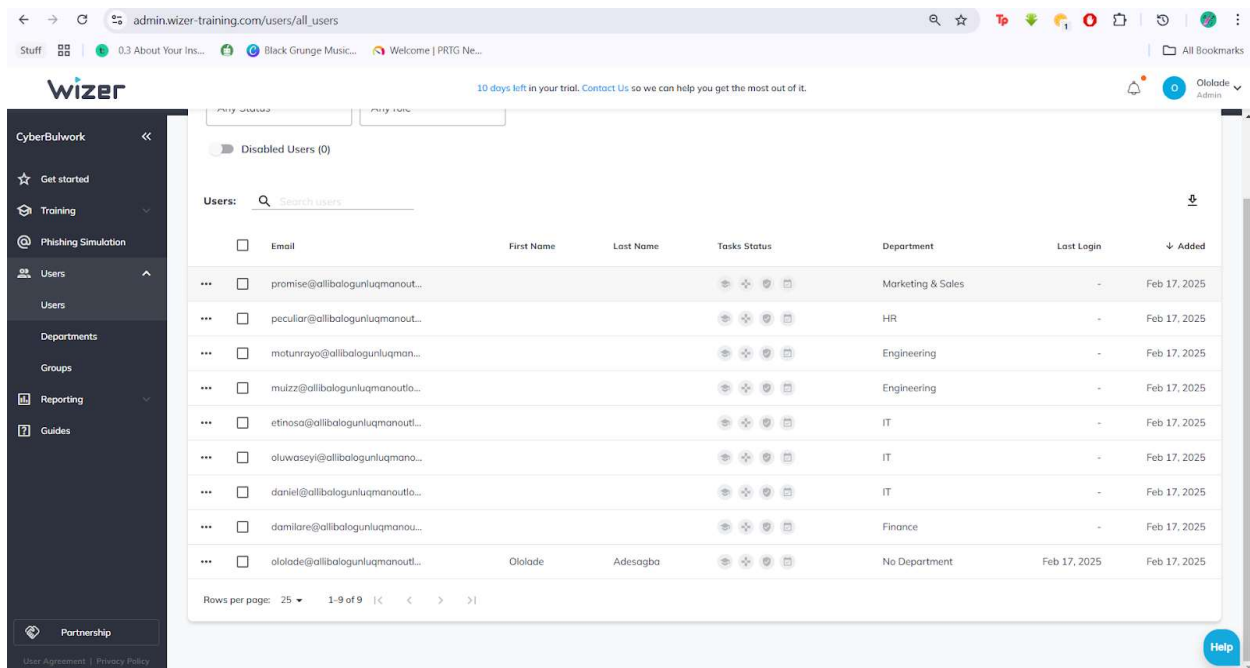 admin.wizer-training.com/users/all_users
Stuff 0.3 About Your Ins... Black Grunge Music... Welcome | PRTG Ne... All Bookmarks
wizer 10 days left in your trial. Contact Us so we can help you get the most out of it. O Ololade Admin
Any Status Any role
CyberBulwork
Disabled Users (0)
Get started
Training
Users: Search users
Phishing Simulation
Email First Name Last Name Tasks Status Department Last Login Added
Users
promise@allibalogunluqmanout... Marketing & Sales - Feb 17, 2025
Users
peculiar@allibalogunluqmanout... HR - Feb 17, 2025
Departments
motunrayo@allibalogunluqman... Engineering - Feb 17, 2025
Groups
muizz@allibalogunluqmanoutlo... Engineering - Feb 17, 2025
Reporting
etinosa@allibalogunluqmanoutl... IT - Feb 17, 2025
Guides
oluwaseyi@allibalogunluqmano... IT - Feb 17, 2025
daniel@allibalogunluqmanoutlo... IT - Feb 17, 2025
damilare@allibalogunluqmanou... Finance - Feb 17, 2025
ololade@allibalogunluqmanoutl... Ololade Adesagba No Department Feb 17, 2025 Feb 17, 2025
Rows per page: 25 1-9 of 9
Partnership
Help
User Agreement | Privacy Policy